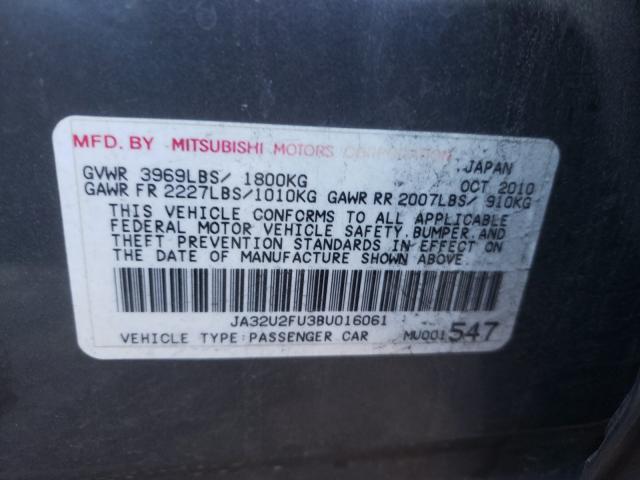 MFD. BY MITSUBISHI MOTORS CORPORATION
JAPAN
GVWR 3969LBS/ 1800KG OCT 2010
GAWR FR 2227LBS/1010KG GAWR RR 2007LBS/ 910KG
THIS VEHICLE CONFORMS TO ALL APPLICABLE
FEDERAL MOTOR VEHICLE SAFETY, BUMPER, AND
THEFT PREVENTION STANDARDS IN EFFECT ON
THE DATE OF MANUFACTURE SHOWN ABOVE.
JA32U2FU3BU016061
VEHICLE TYPE:PASSENGER CAR MU001547